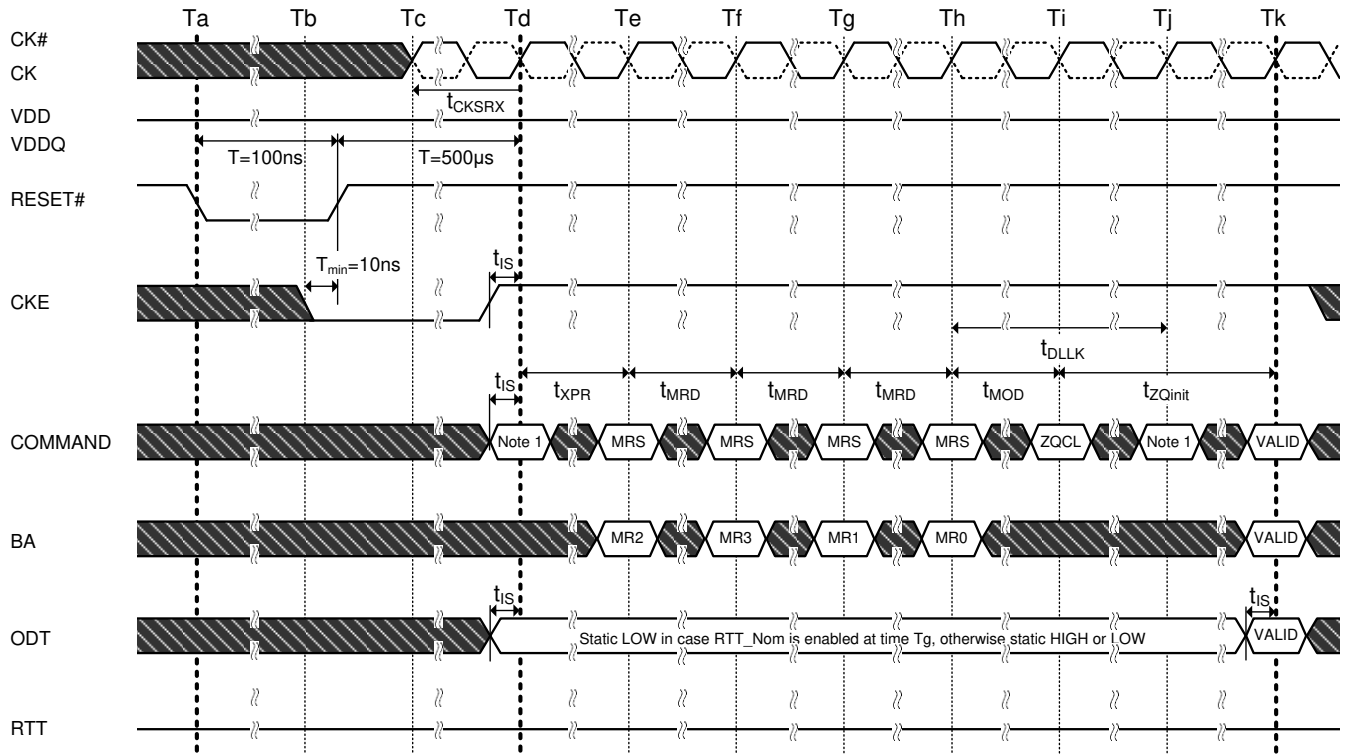 Ta Tb Tc Td Te Tf Tg Th Ti Tj Tk
CK#
CK
tCKSRX
VDD
VDDQ
T=100ns T=500µs
RESET#
Tmin=10ns tIS
CKE
tDLLK
tIS tXPR tMRD tMRD tMRD tMOD tZQinit
COMMAND Note 1 MRS MRS MRS MRS ZQCL Note 1 VALID
BA MR2 MR3 MR1 MR0 VALID
tIS tIS
ODT Static LOW in case RTT_Nom is enabled at time Tg, otherwise static HIGH or LOW VALID
RTT